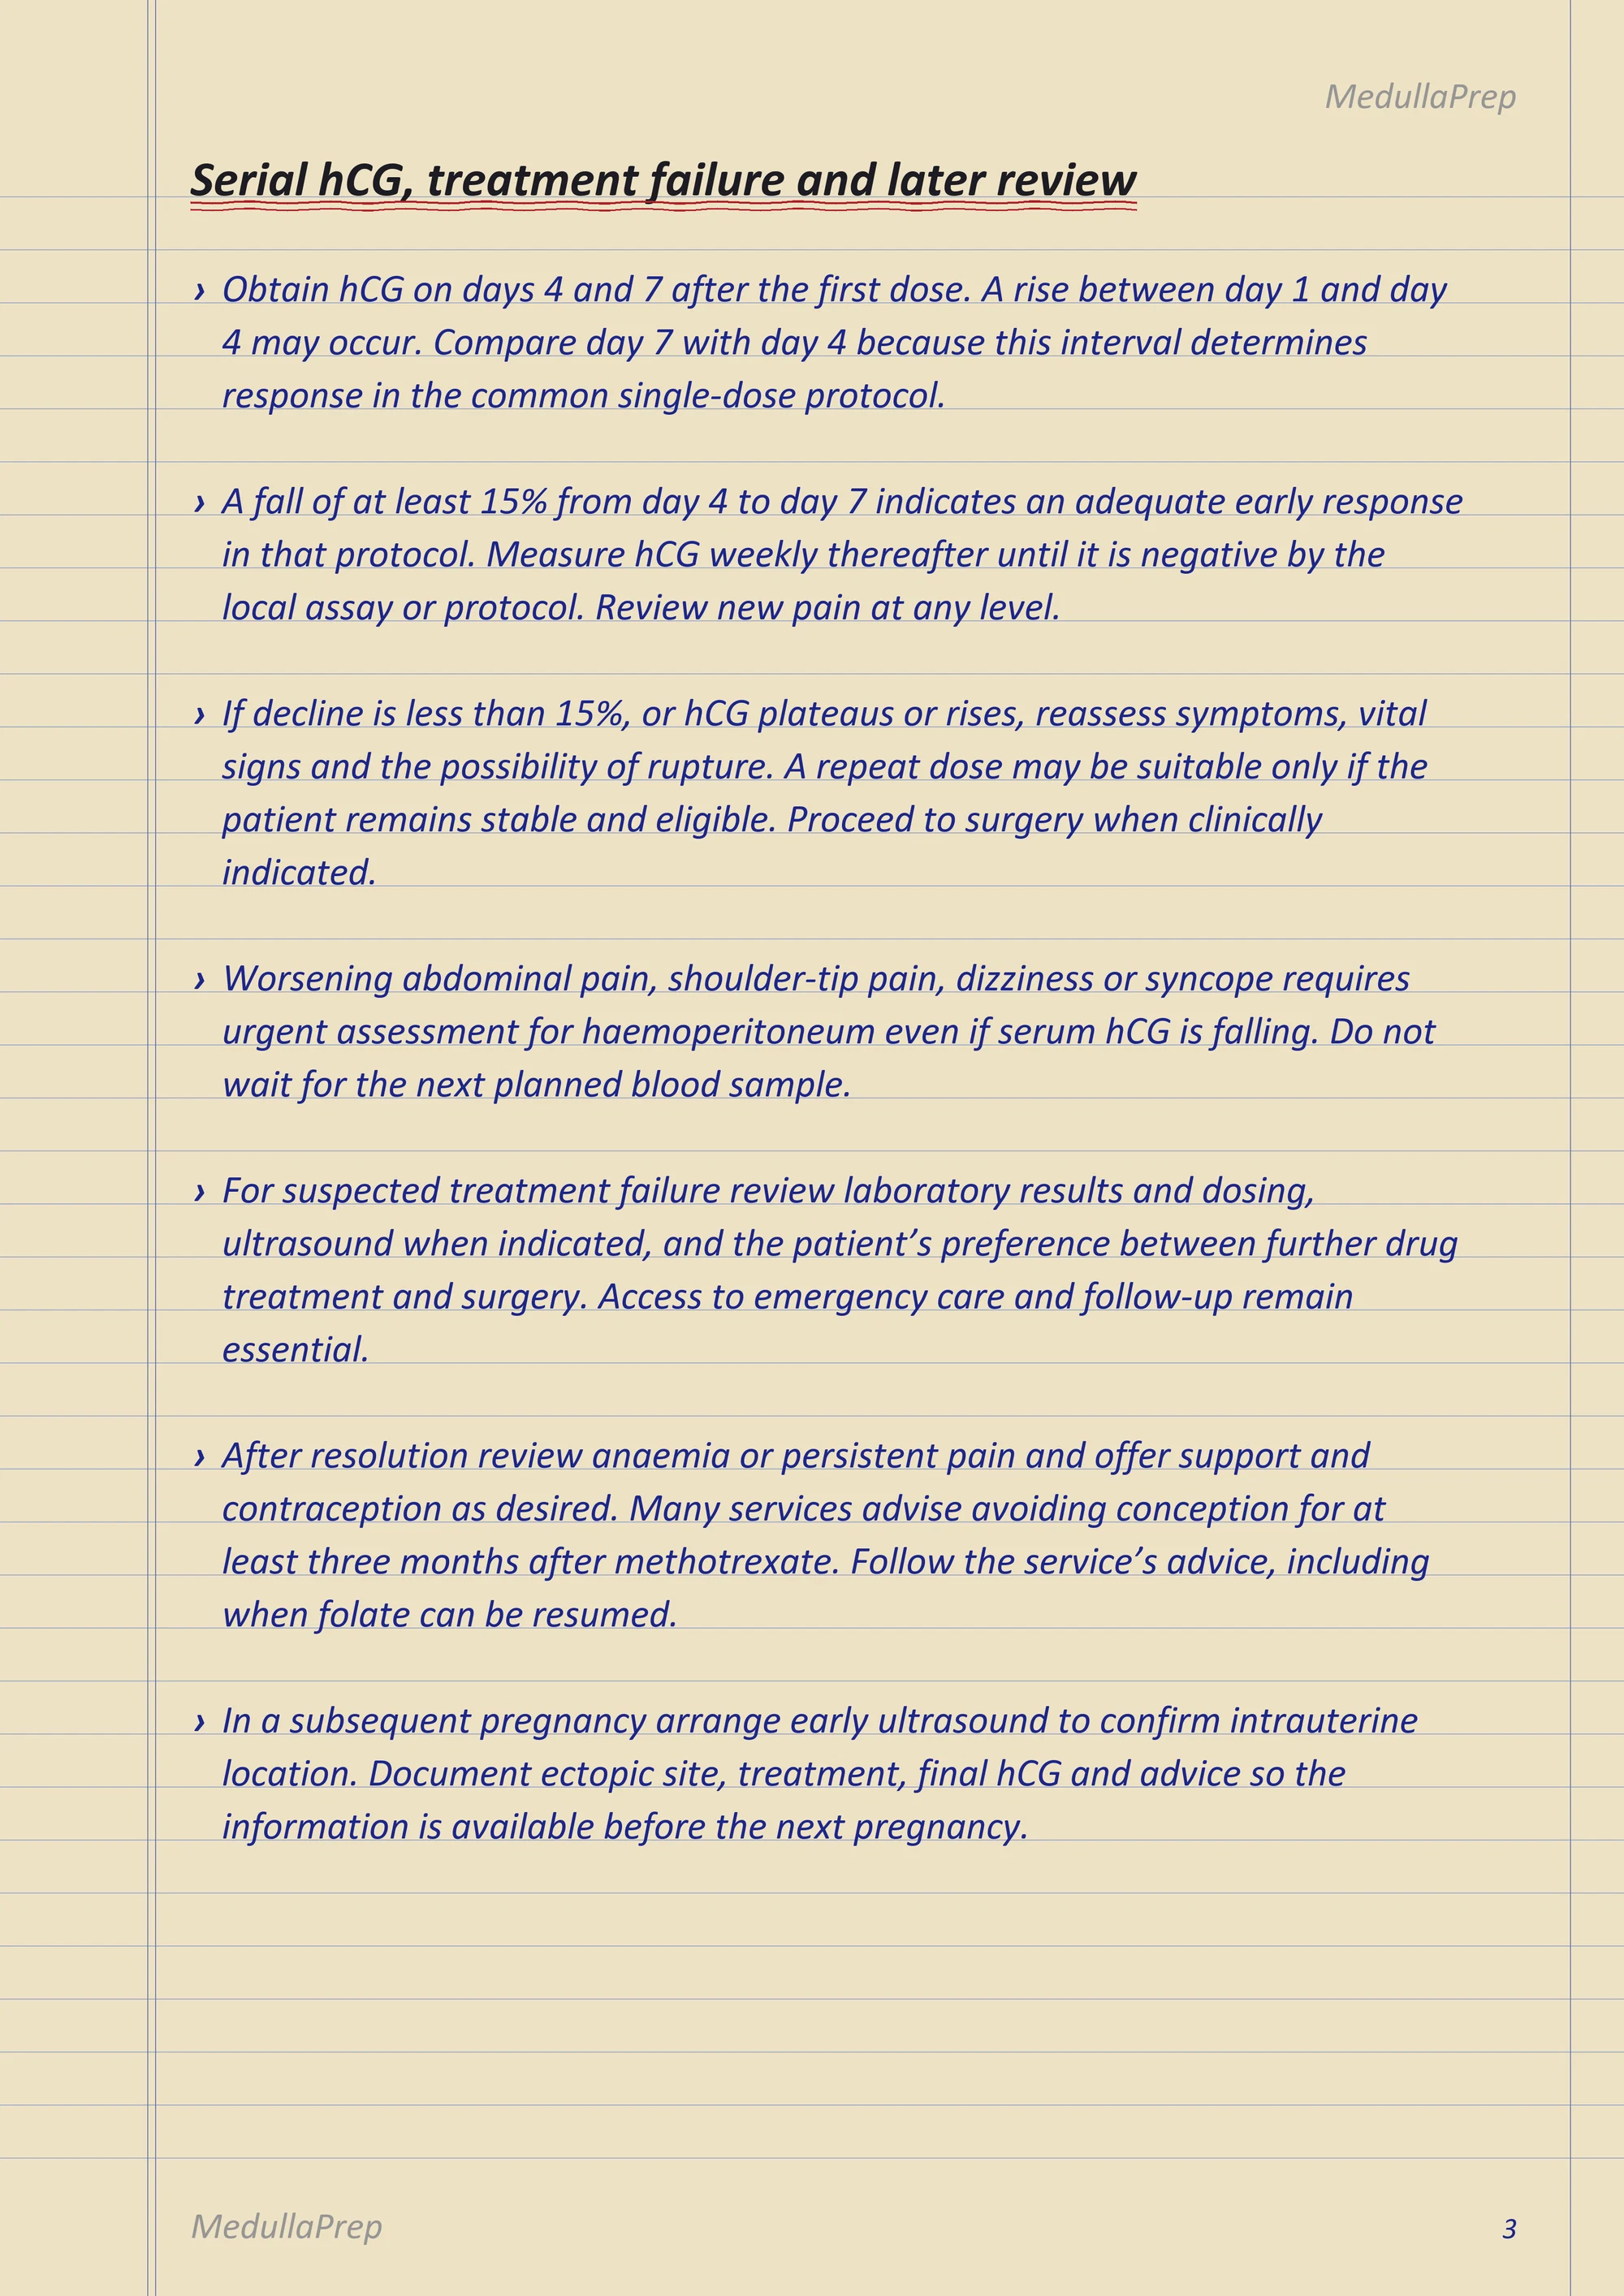 MedullaPrep
Serial hCG, treatment failure and later review
› Obtain hCG on days 4 and 7 after the first dose. A rise between day 1 and day
4 may occur. Compare day 7 with day 4 because this interval determines
response in the common single-dose protocol.
› A fall of at least 15% from day 4 to day 7 indicates an adequate early response
in that protocol. Measure hCG weekly thereafter until it is negative by the
local assay or protocol. Review new pain at any level.
› If decline is less than 15%, or hCG plateaus or rises, reassess symptoms, vital
signs and the possibility of rupture. A repeat dose may be suitable only if the
patient remains stable and eligible. Proceed to surgery when clinically
indicated.
› Worsening abdominal pain, shoulder-tip pain, dizziness or syncope requires
urgent assessment for haemoperitoneum even if serum hCG is falling. Do not
wait for the next planned blood sample.
› For suspected treatment failure review laboratory results and dosing,
ultrasound when indicated, and the patient’s preference between further drug
treatment and surgery. Access to emergency care and follow-up remain
essential.
› After resolution review anaemia or persistent pain and offer support and
contraception as desired. Many services advise avoiding conception for at
least three months after methotrexate. Follow the service’s advice, including
when folate can be resumed.
› In a subsequent pregnancy arrange early ultrasound to confirm intrauterine
location. Document ectopic site, treatment, final hCG and advice so the
information is available before the next pregnancy.
MedullaPrep
3